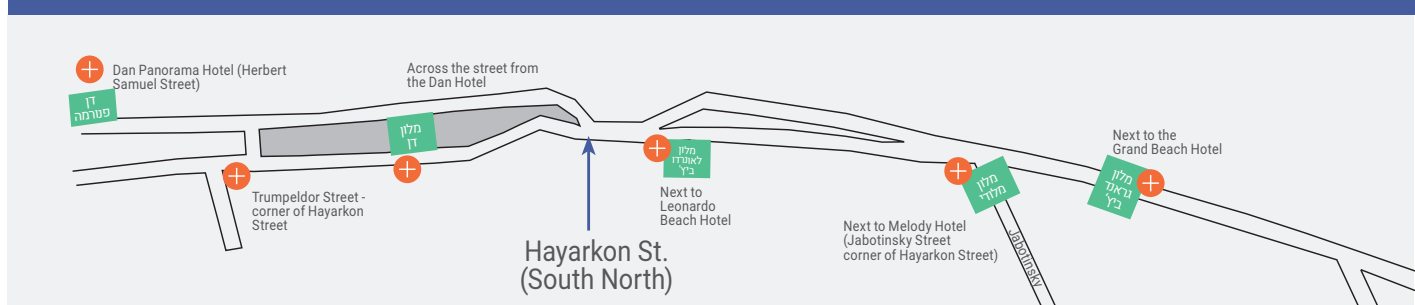 Dan Panorama Hotel (Herbert
Samuel Street)
דן
פנורמה
Across the street from
the Dan Hotel
מלון
דן
Trumpeldor Street -
corner of Hayarkon
Street
Hayarkon St.
(South North)
מלון
לאונרדו
ביץ'
Next to
Leonardo
Beach Hotel
Next to Melody Hotel
(Jabotinsky Street
corner of Hayarkon Street)
מלון
מלודי
Jabotinsky
Next to the
Grand Beach Hotel
מלון
גראנד
ביץ'